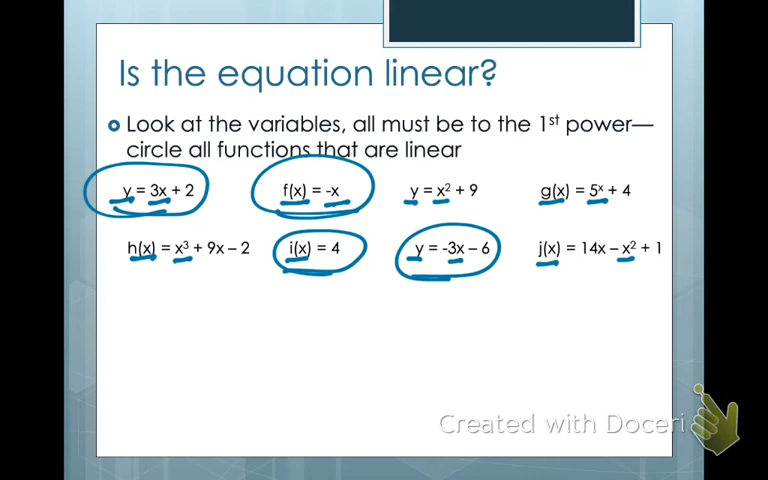 Is the equation linear?
Look at the variables, all must be to the 1st power—
circle all functions that are linear
y = 3x + 2 f(x) = -x y = x² + 9 g(x) = 5ˣ + 4
h(x) = x³ + 9x – 2 i(x) = 4 y = -3x – 6 j(x) = 14x – x² + 1
Created with Doceri